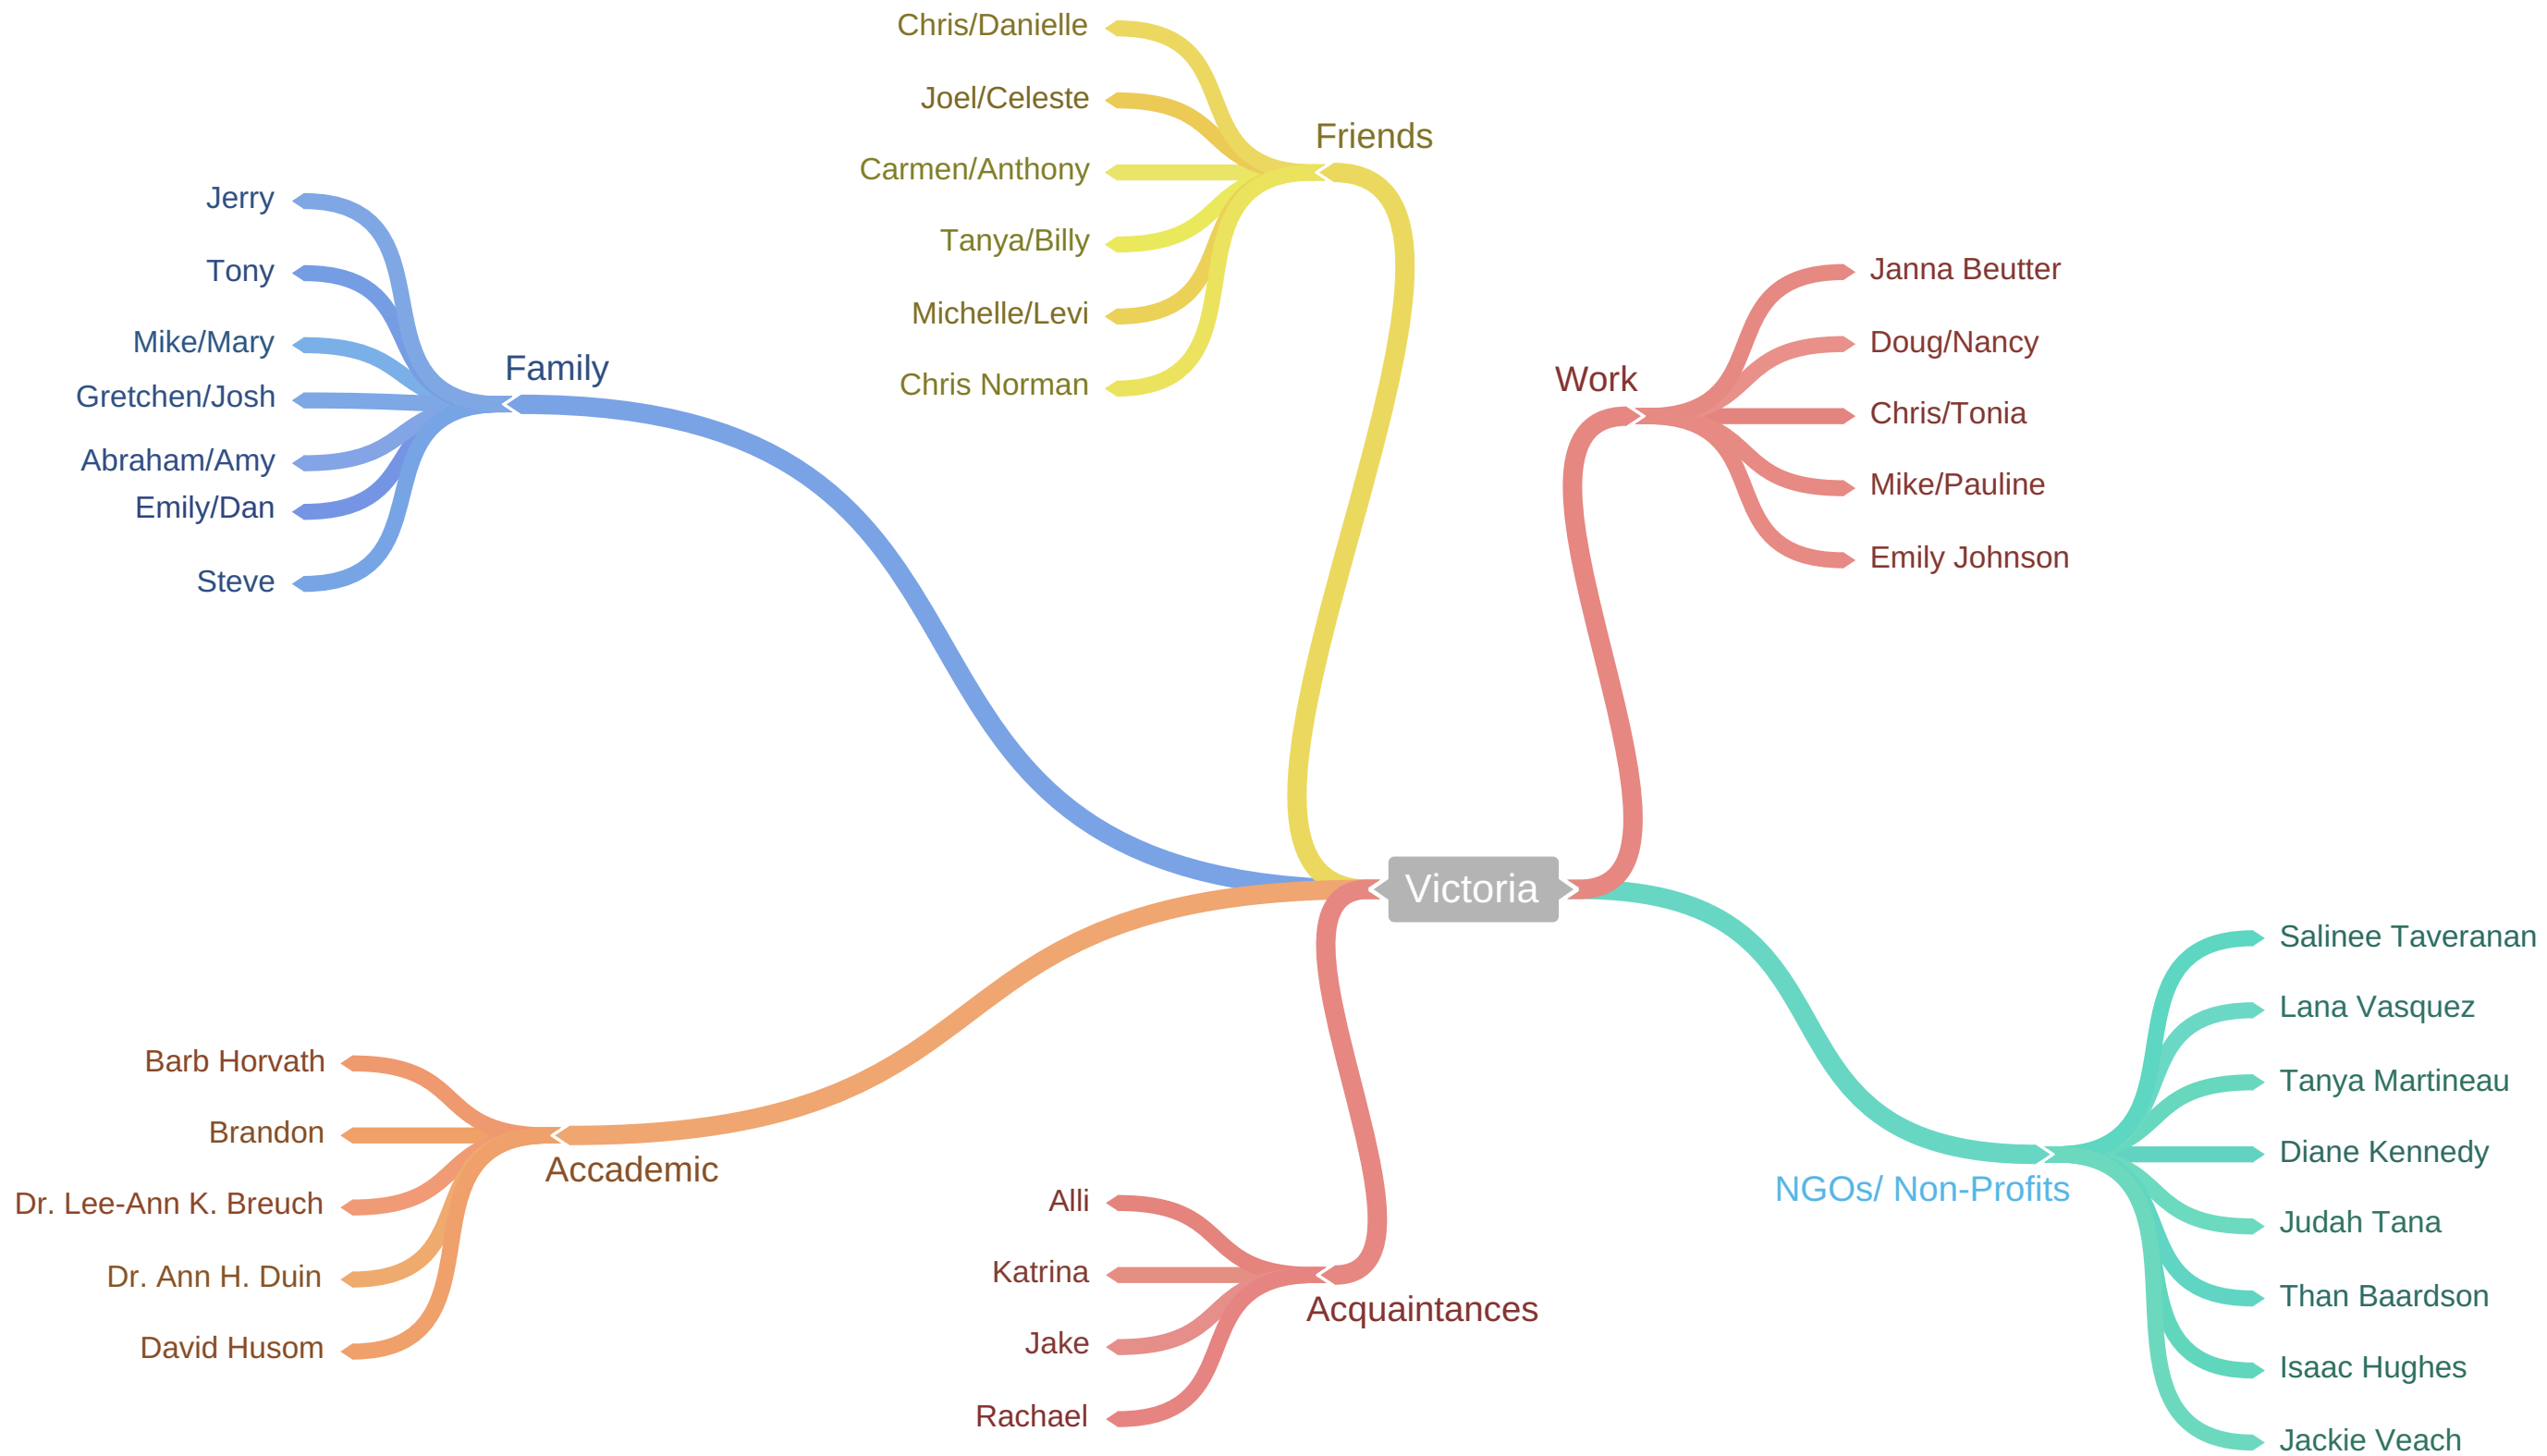 Chris/Danielle
Joel/Celeste
Carmen/Anthony
Tanya/Billy
Michelle/Levi
Chris Norman
Friends
Jerry
Tony
Mike/Mary
Gretchen/Josh
Abraham/Amy
Emily/Dan
Steve
Family
Work
Janna Beutter
Doug/Nancy
Chris/Tonia
Mike/Pauline
Emily Johnson
Victoria
Barb Horvath
Brandon
Dr. Lee-Ann K. Breuch
Dr. Ann H. Duin
David Husom
Accademic
Alli
Katrina
Jake
Rachael
Acquaintances
NGOs/ Non-Profits
Salinee Taveranan
Lana Vasquez
Tanya Martineau
Diane Kennedy
Judah Tana
Than Baardson
Isaac Hughes
Jackie Veach